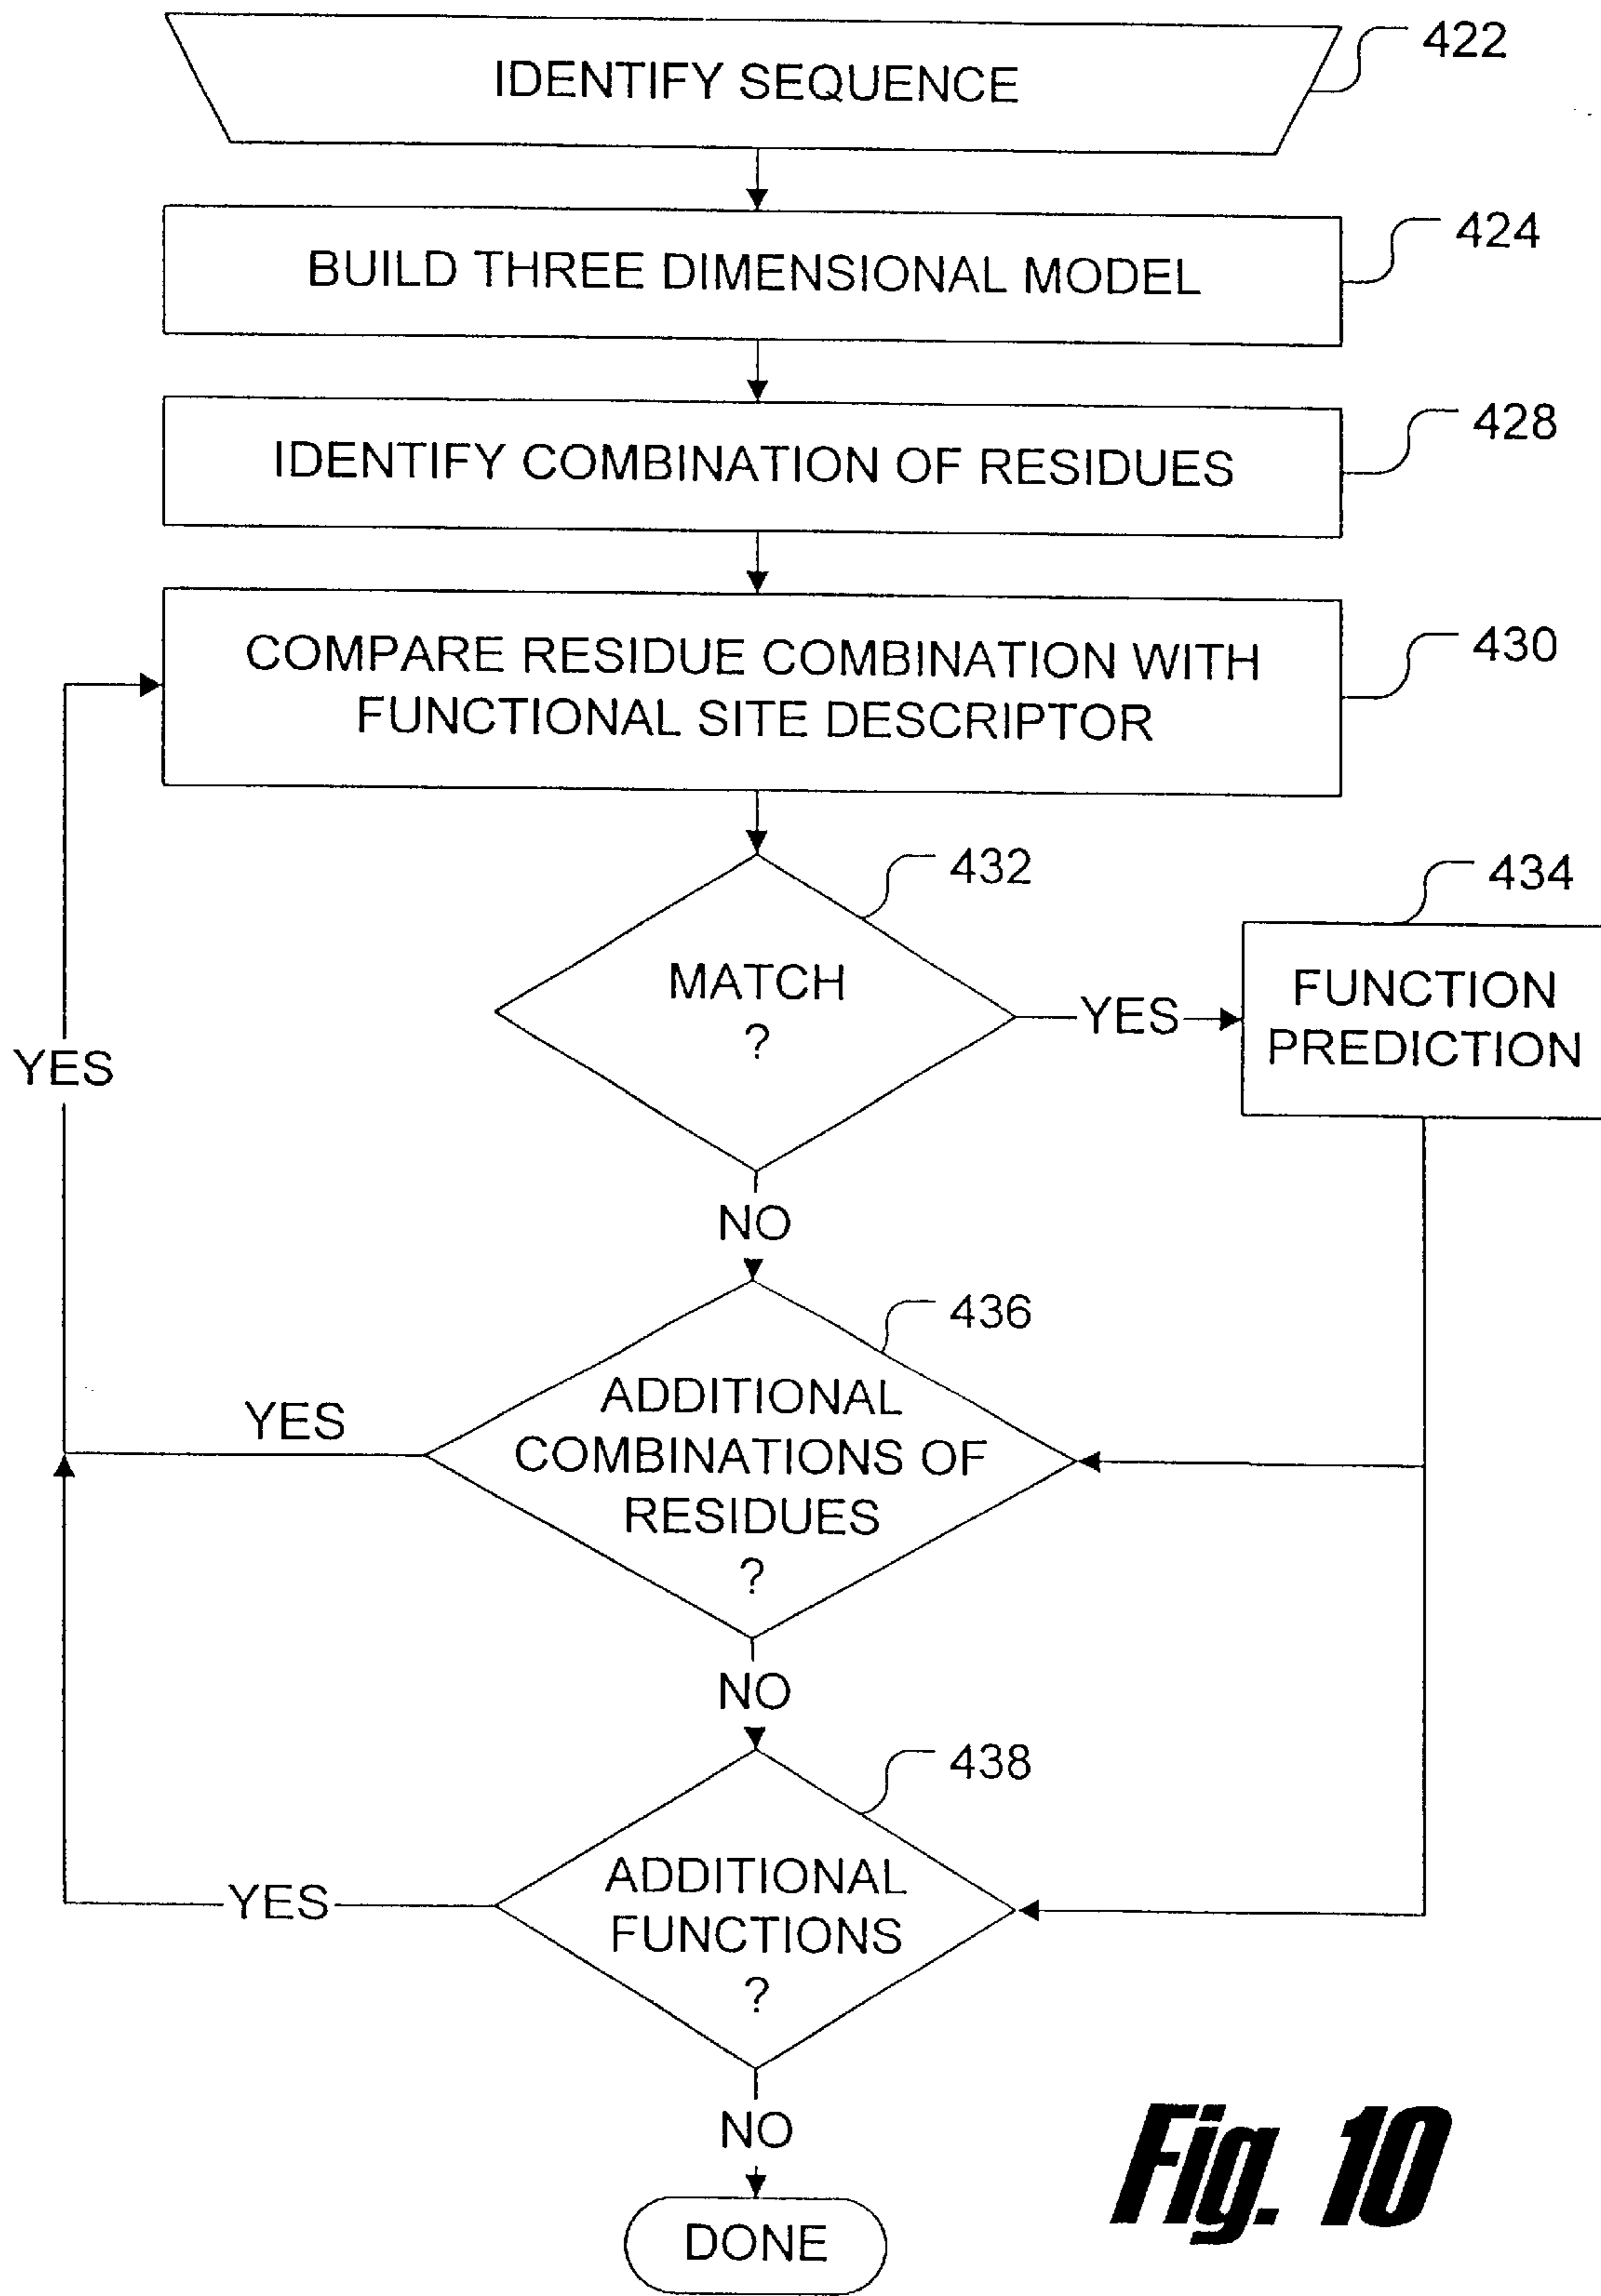 IDENTIFY SEQUENCE
422
BUILD THREE DIMENSIONAL MODEL
424
IDENTIFY COMBINATION OF RESIDUES
428
COMPARE RESIDUE COMBINATION WITH
FUNCTIONAL SITE DESCRIPTOR
430
432
MATCH
?
YES
434
FUNCTION
PREDICTION
YES
NO
436
ADDITIONAL
COMBINATIONS OF
RESIDUES
?
YES
NO
438
ADDITIONAL
FUNCTIONS
?
YES
NO
DONE
Fig. 10